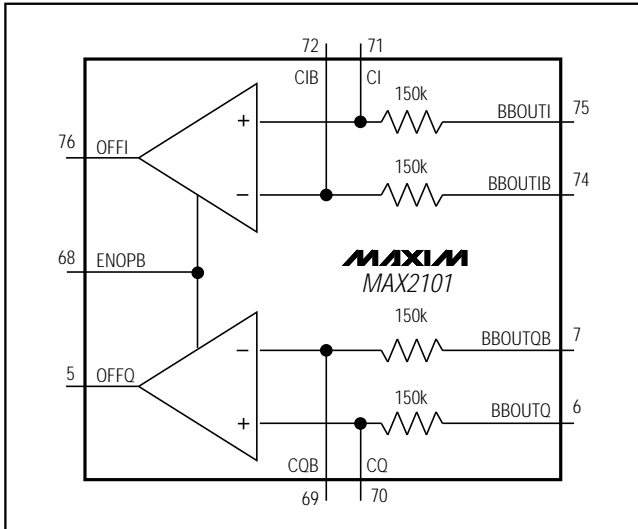 72 71
CIB CI
150k
+ BBOUTI 75
76 OFFI
150k
− BBOUTIB 74
68 ENOPB
MAXIM
MAX2101
150k
− BBOUTQB 7
5 OFFQ
150k
+ BBOUTQ 6
CQB CQ
69 70